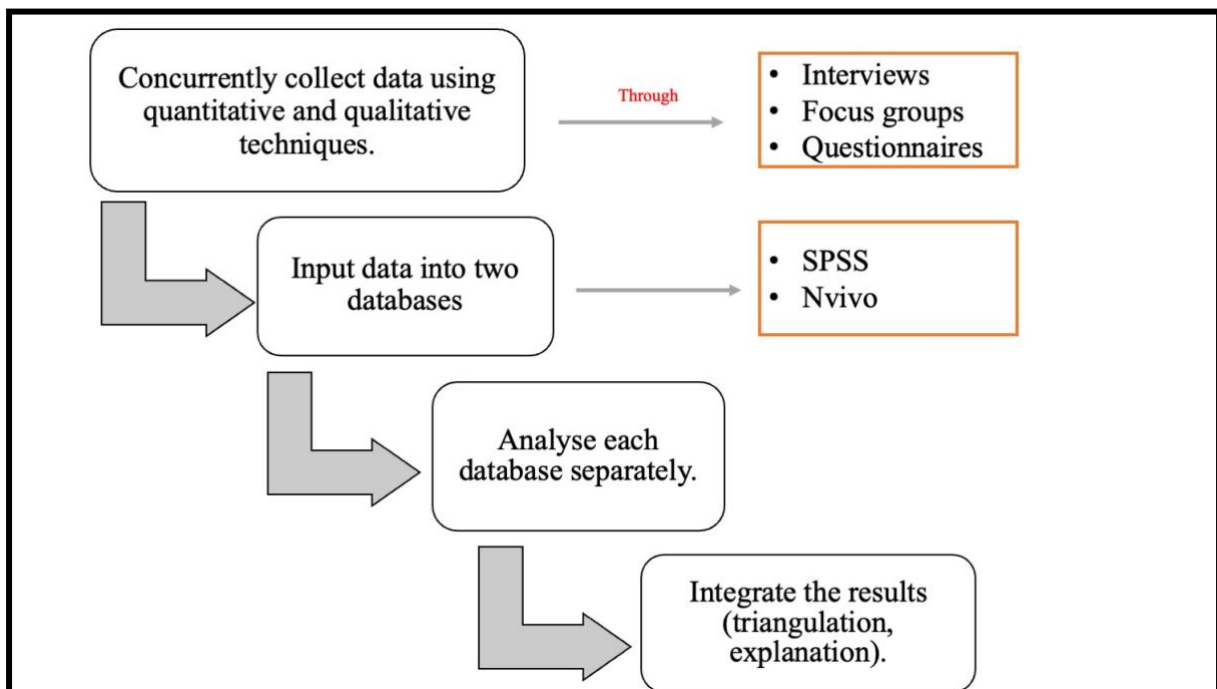 Concurrently collect data using
quantitative and qualitative
techniques.
Through
• Interviews
• Focus groups
• Questionnaires
Input data into two
databases
• SPSS
• Nvivo
Analyse each
database separately.
Integrate the results
(triangulation,
explanation).